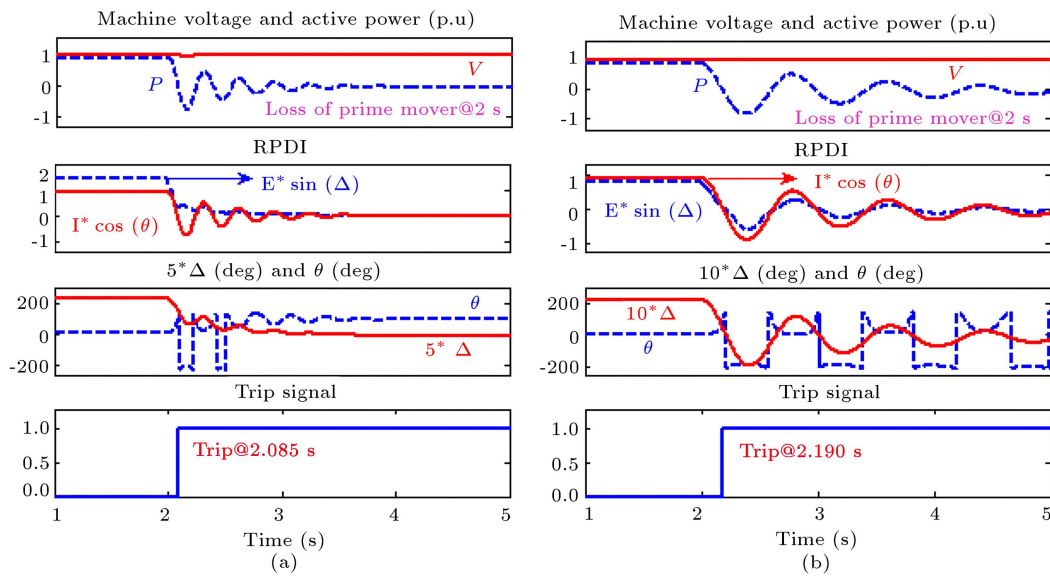 Machine voltage and active power (p.u)
1
0
-1
P
V
Loss of prime mover@2 s
RPDI
2
1
0
-1
E* sin (Δ)
I* cos (θ)
5*Δ (deg) and θ (deg)
200
0
-200
θ
5* Δ
Trip signal
1.0
0.5
0.0
Trip@2.085 s
1 2 3 4 5
Time (s)
(a)
Machine voltage and active power (p.u)
1
0
-1
P
V
Loss of prime mover@2 s
RPDI
1
0
-1
I* cos (θ)
E* sin (Δ)
10*Δ (deg) and θ (deg)
200
0
-200
10*Δ
θ
Trip signal
1.0
0.5
0.0
Trip@2.190 s
1 2 3 4 5
Time (s)
(b)